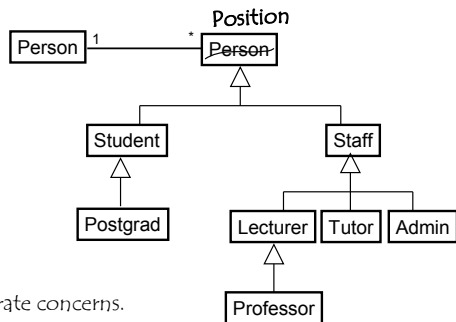 Position
Person 1 * Person
Student Staff
Postgrad Lecturer Tutor Admin
rate concerns.
Professor